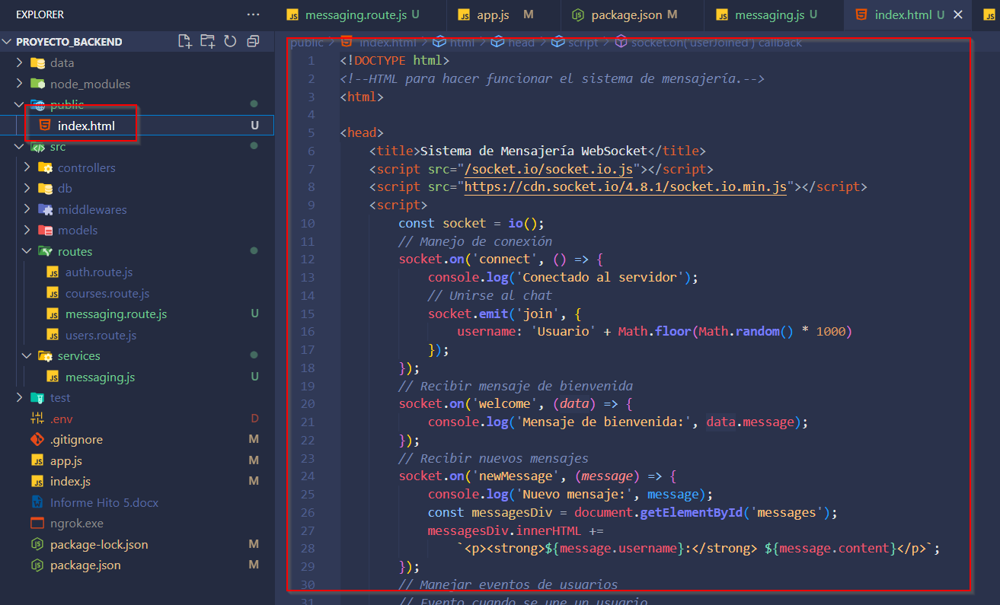 EXPLORER
messaging.route.js U
app.js M
package.json M
messaging.js U
index.html U
PROYECTO_BACKEND
data
node_modules
public
index.html U
src
controllers
db
middlewares
models
routes
auth.route.js
courses.route.js
messaging.route.js U
users.route.js
services
messaging.js U
test
.env D
.gitignore M
app.js M
index.js M
Informe Hito 5.docx
ngrok.exe
package-lock.json M
package.json M
public > index.html > html > head > script > socket.on('userJoined') callback
1 <!DOCTYPE html>
2 <!--HTML para hacer funcionar el sistema de mensajería.-->
3 <html>
4
5 <head>
6 <title>Sistema de Mensajería WebSocket</title>
7 <script src="/socket.io/socket.io.js"></script>
8 <script src="https://cdn.socket.io/4.8.1/socket.io.min.js"></script>
9 <script>
10 const socket = io();
11 // Manejo de conexión
12 socket.on('connect', () => {
13 console.log('Conectado al servidor');
14 // Unirse al chat
15 socket.emit('join', {
16 username: 'Usuario' + Math.floor(Math.random() * 1000)
17 });
18 });
19 // Recibir mensaje de bienvenida
20 socket.on('welcome', (data) => {
21 console.log('Mensaje de bienvenida:', data.message);
22 });
23 // Recibir nuevos mensajes
24 socket.on('newMessage', (message) => {
25 console.log('Nuevo mensaje:', message);
26 const messagesDiv = document.getElementById('messages');
27 messagesDiv.innerHTML +=
28 `<p><strong>${message.username}:</strong> ${message.content}</p>`;
29 });
30 // Manejar eventos de usuarios
31 // Evento cuando se une un usuario